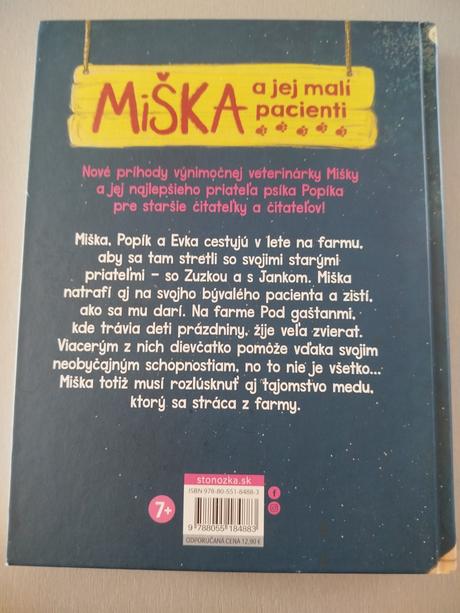 MiŠKA a jej malí pacienti
Nové príhody výnimočnej veterinárky Mišky
a jej najlepšieho priateľa psíka Popíka
pre staršie čitateľky a čitateľov!
Miška, Popík a Evka cestujú v lete na farmu,
aby sa tam stretli so svojimi starými
priateľmi – so Zuzkou a s Jankom. Miška
natrafí aj na svojho bývalého pacienta a zistí,
ako sa mu darí. Na farme Pod gaštanmi,
kde trávia deti prázdniny, žije veľa zvierat.
Viacerým z nich dievčatko pomôže vďaka svojim
neobyčajným schopnostiam, no to nie je všetko...
Miška totiž musí rozlúsknuť aj tajomstvo medu,
ktorý sa stráca z farmy.
7+
stonozka.sk
ISBN 978-80-551-8488-3
9 788055 184883
ODPORÚČANÁ CENA 12,90 €